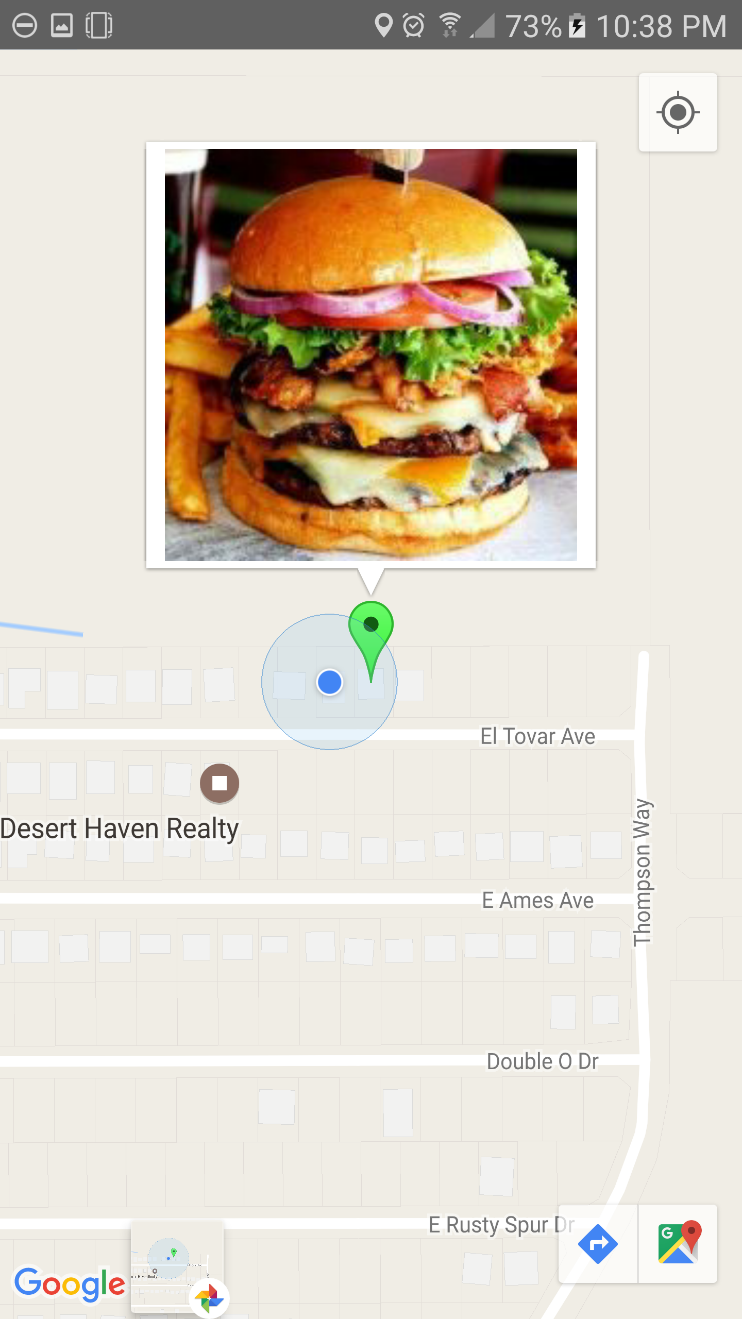 73% 10:38 PM
El Tovar Ave
Desert Haven Realty
Thompson Way
E Ames Ave
Double O Dr
E Rusty Spur Dr
G
Google